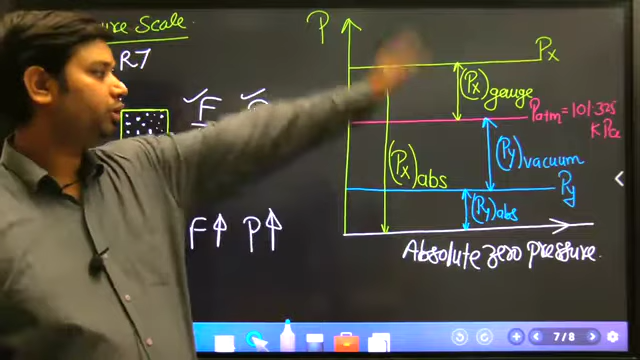 Scale
R7
F
F↑ P↑
P
Px
(Px)gauge
Patm = 101.325
KPa
(Px)abs
(Py)vacuum
Py
(Py)abs
Absolute zero Pressure.
7/8